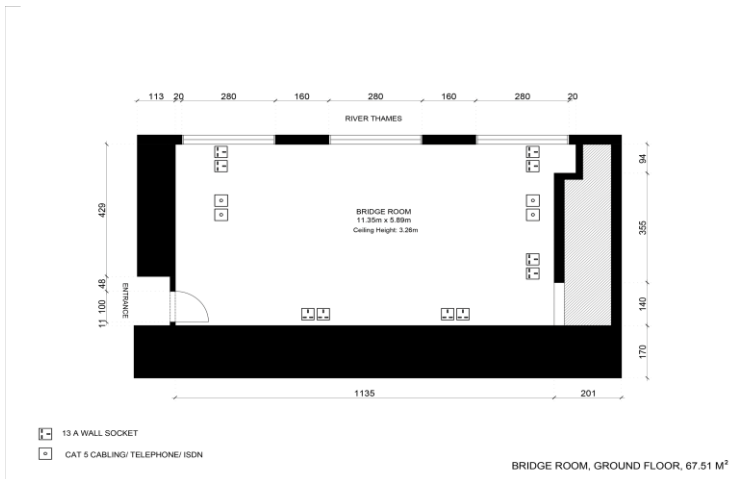 113 20 280 160 280 160 280 20
RIVER THAMES
94
429
355
BRIDGE ROOM
11.35m x 5.89m
Ceiling Height: 3.26m
48
ENTRANCE
100
140
11
170
1135 201
13 A WALL SOCKET
CAT 5 CABLING/ TELEPHONE/ ISDN
BRIDGE ROOM, GROUND FLOOR, 67.51 M²